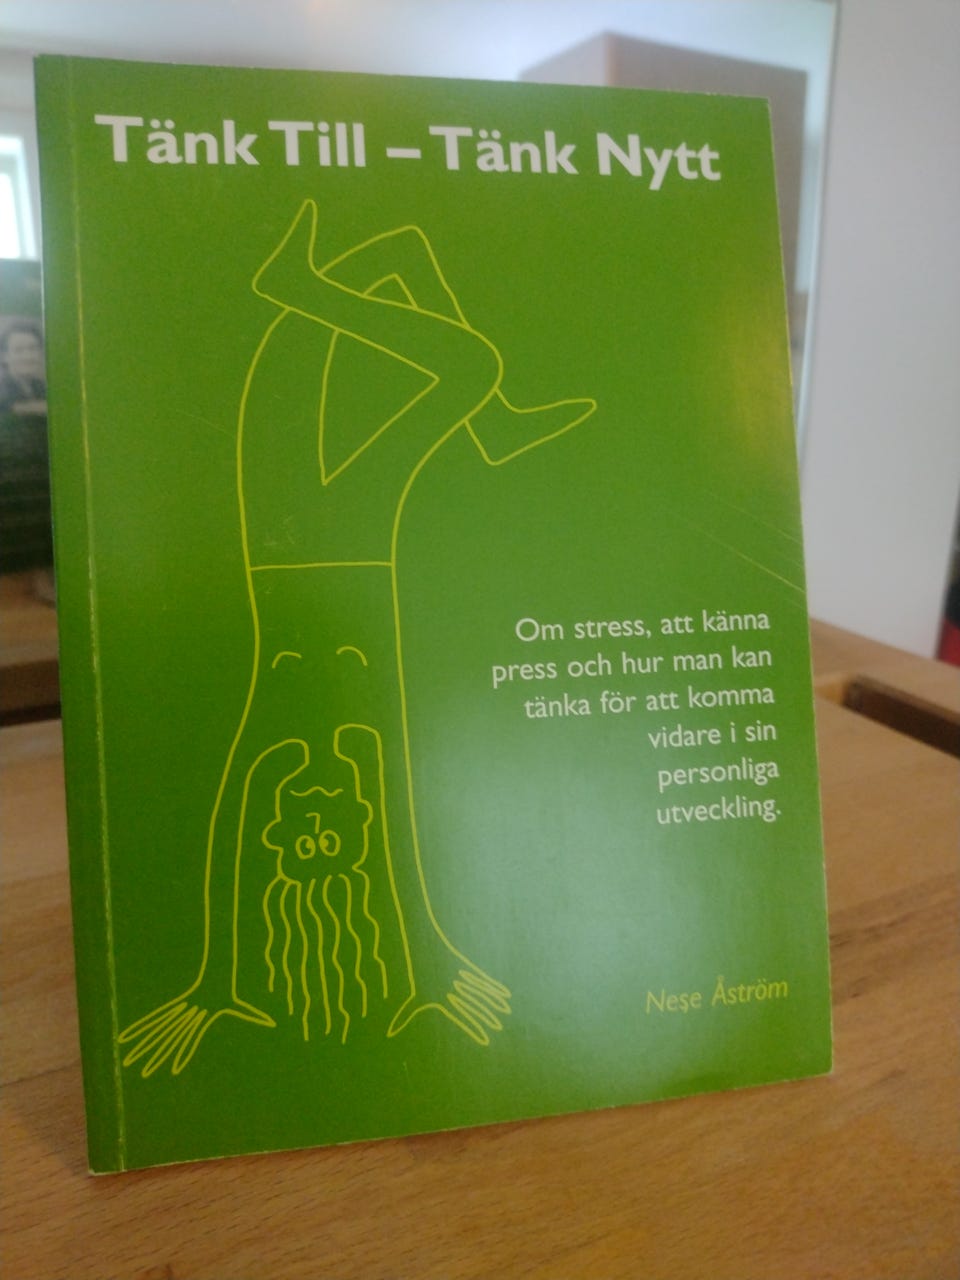 Tänk Till – Tänk Nytt
Om stress, att känna
press och hur man kan
tänka för att komma
vidare i sin
personliga
utveckling.
Neşe Åström